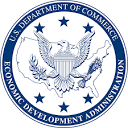 U.S. DEPARTMENT OF COMMERCE
ECONOMIC DEVELOPMENT ADMINISTRATION